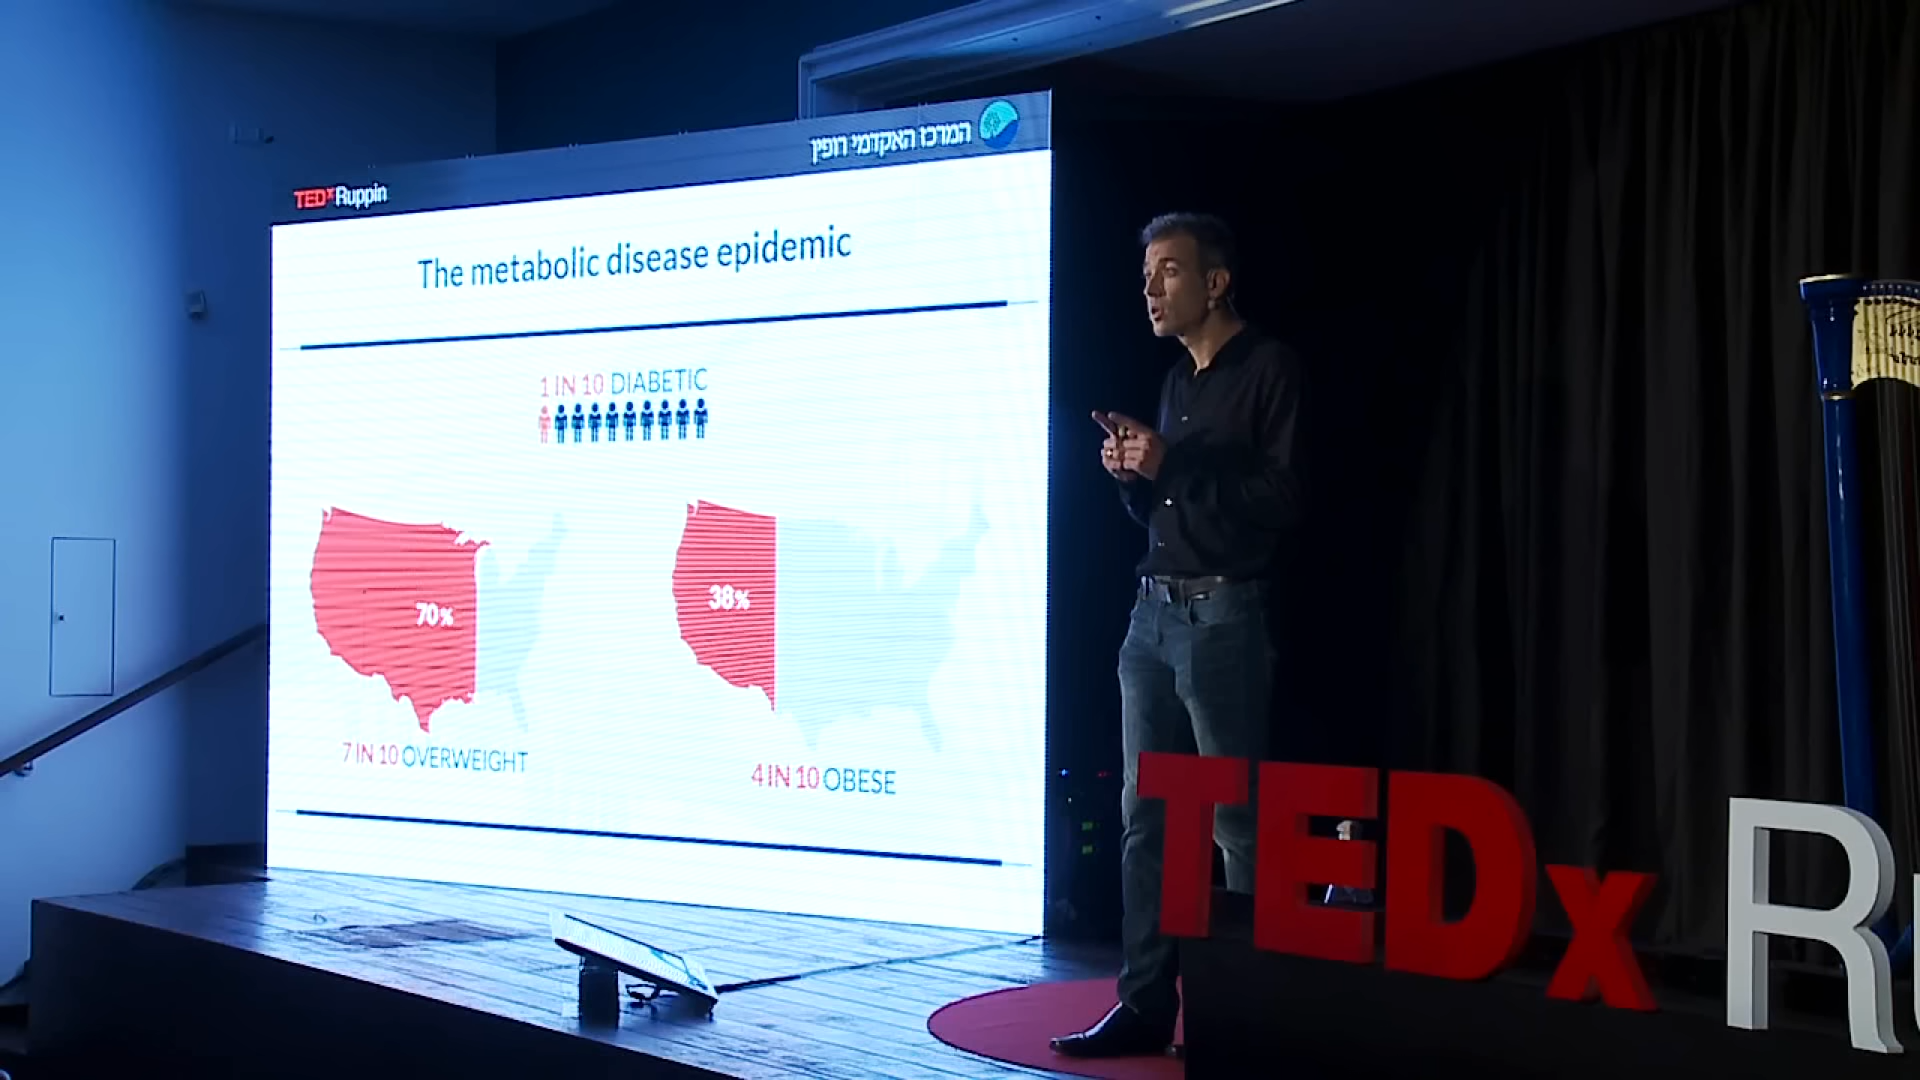 המרכז האקדמי רופין
TEDxRuppin
The metabolic disease epidemic
1 IN 10 DIABETIC
70%
38%
7 IN 10 OVERWEIGHT
4 IN 10 OBESE
TEDx R